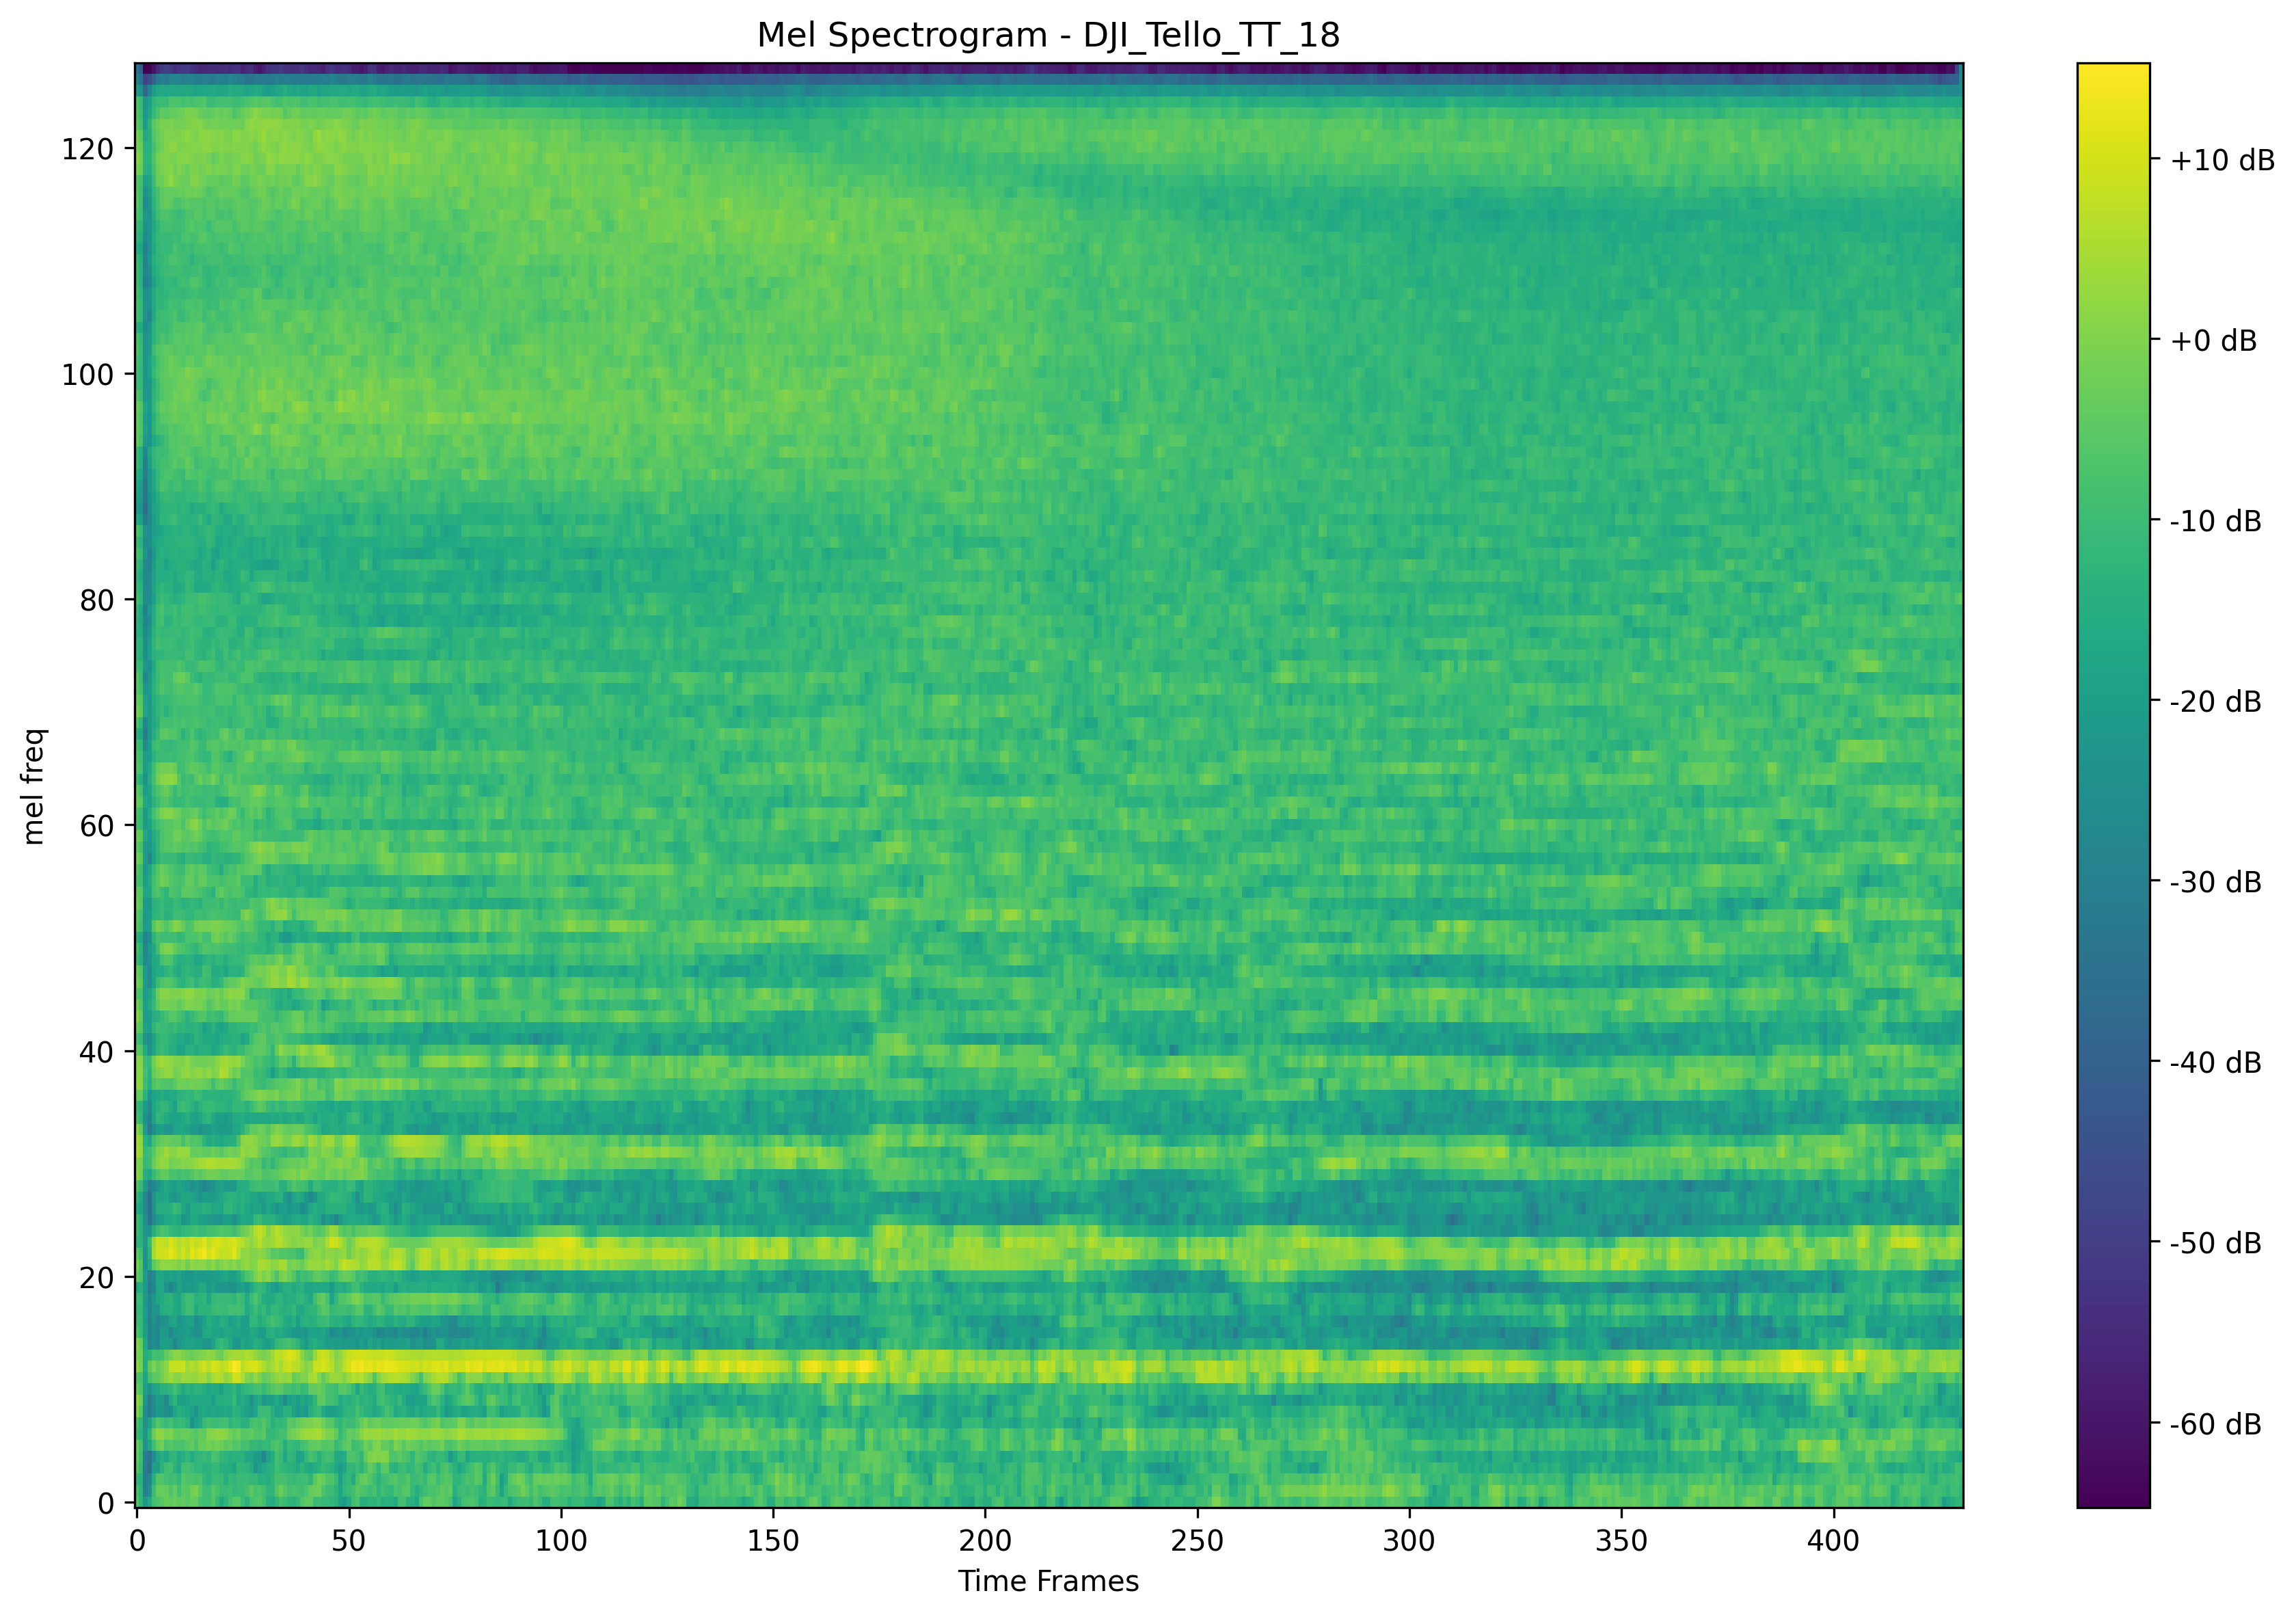 Mel Spectrogram - DJI_Tello_TT_18
mel freq
120
100
80
60
40
20
0
0 50 100 150 200 250 300 350 400
Time Frames
+10 dB
+0 dB
-10 dB
-20 dB
-30 dB
-40 dB
-50 dB
-60 dB